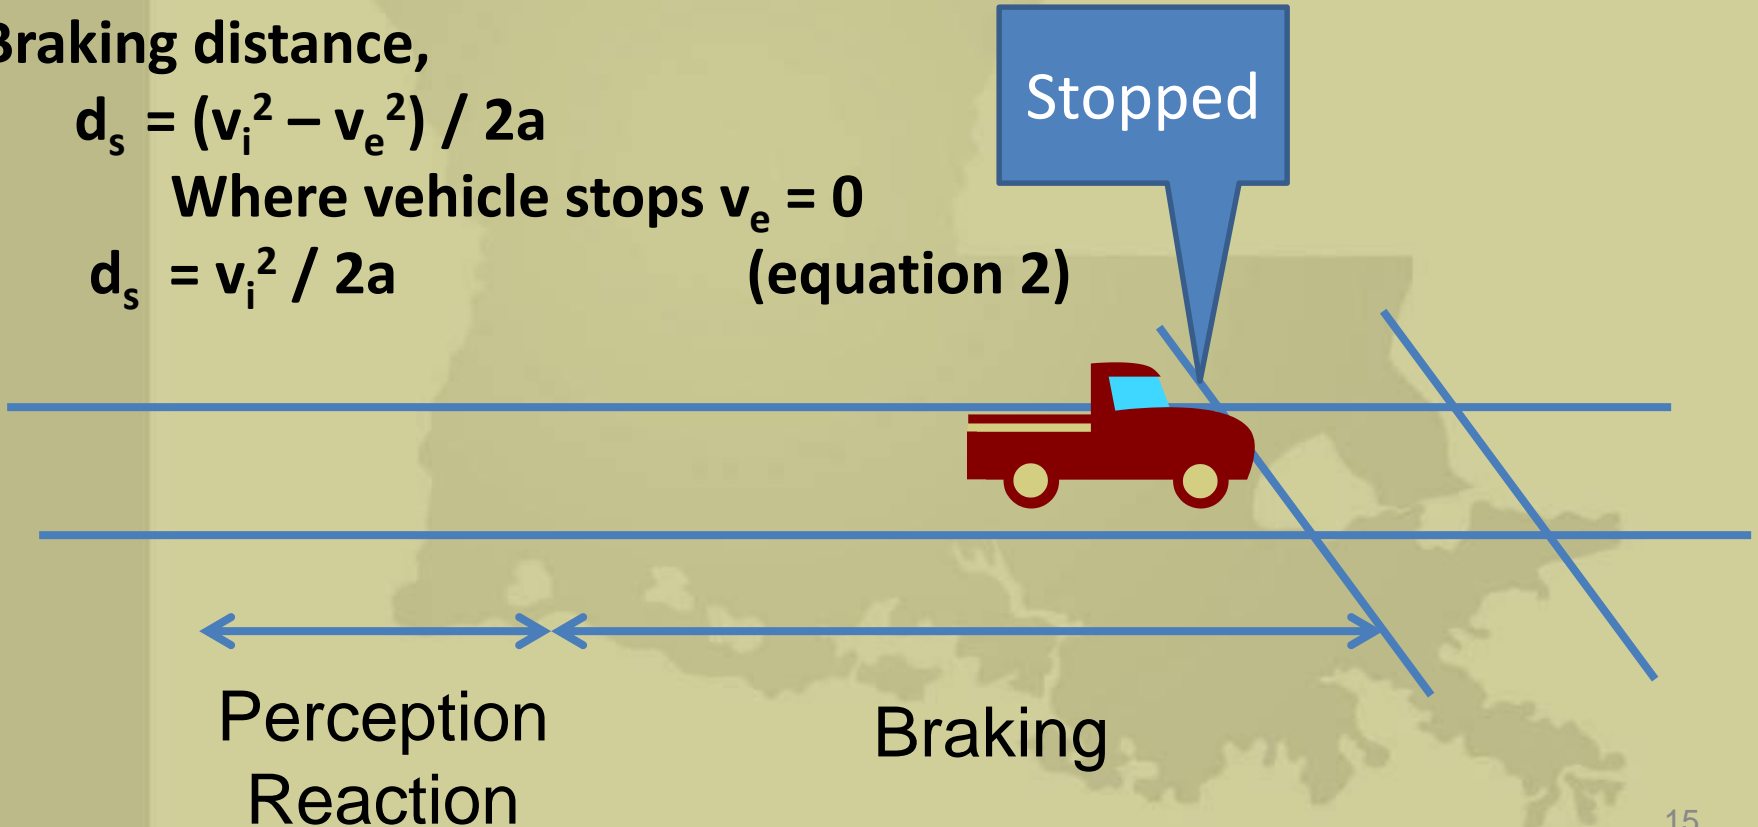 Braking distance,
dₛ = (vᵢ² – vₑ²) / 2a
Where vehicle stops vₑ = 0
dₛ = vᵢ² / 2a (equation 2)
Stopped
Perception
Reaction
Braking
15